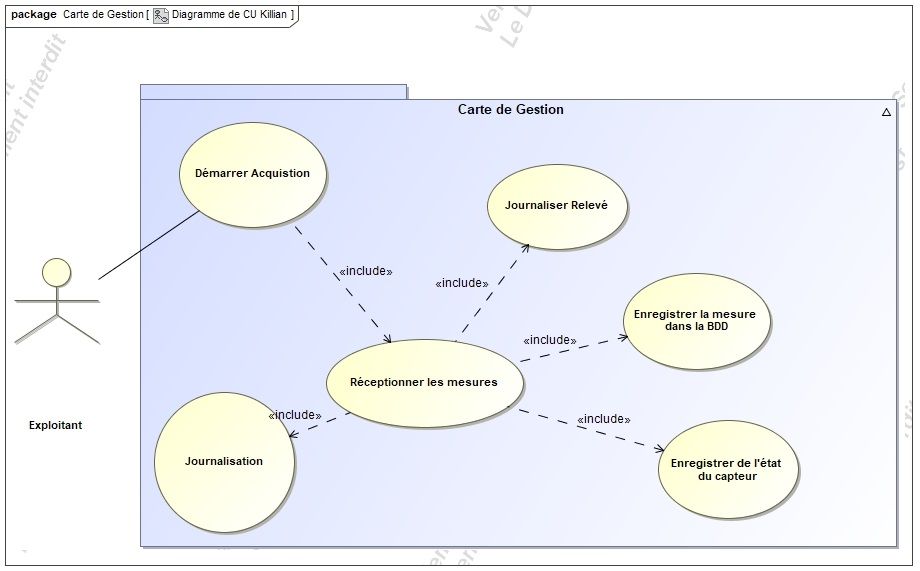 package Carte de Gestion [ Diagramme de CU Killian ]
Carte de Gestion
Démarrer Acquistion
Journaliser Relevé
«include»
«include»
Enregistrer la mesure
dans la BDD
«include»
Réceptionner les mesures
«include»
«include»
Exploitant
Journalisation
Enregistrer de l'état
du capteur